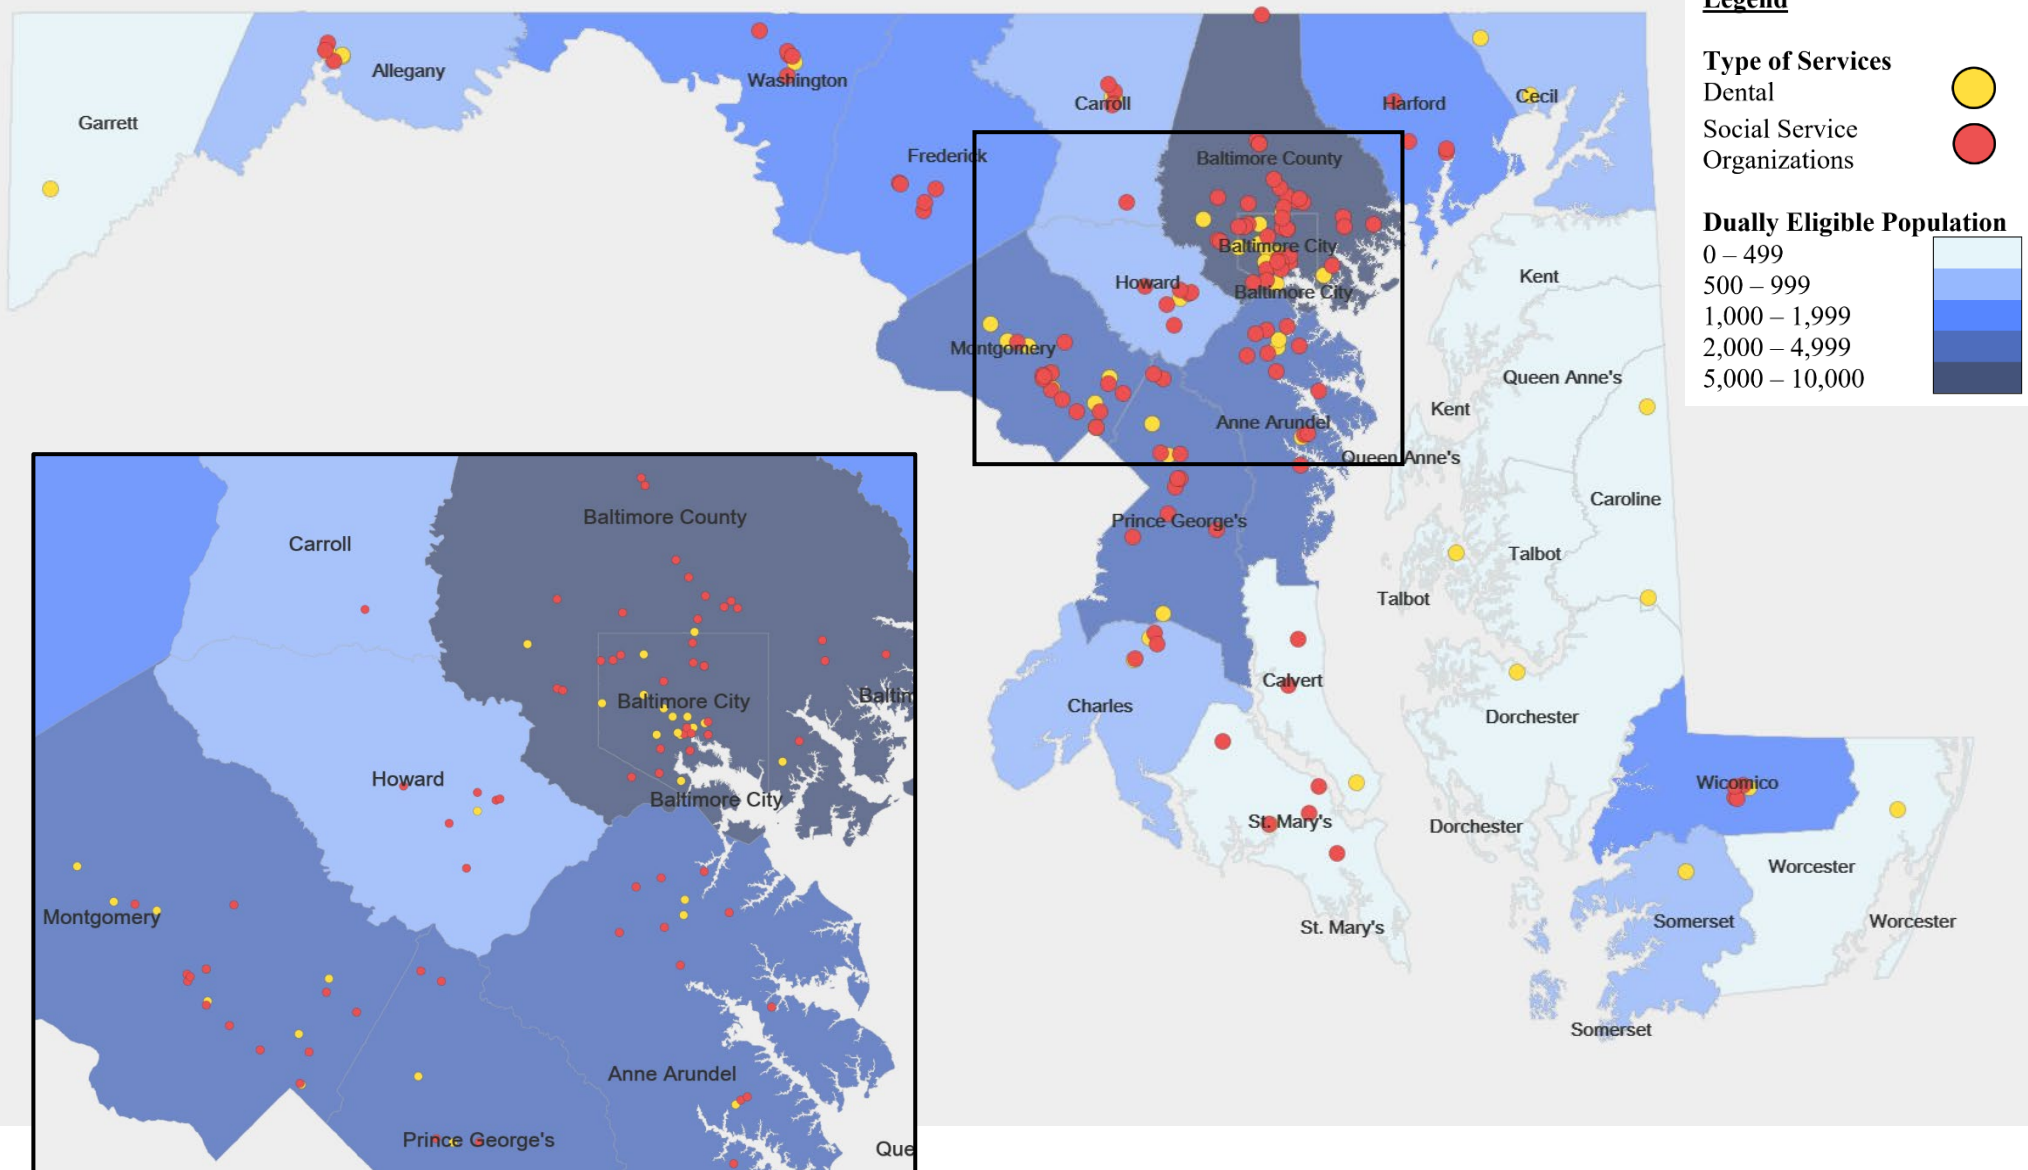 Legend
Type of Services
Dental
Social Service
Organizations
Dually Eligible Population
0 – 499
500 – 999
1,000 – 1,999
2,000 – 4,999
5,000 – 10,000
Garrett
Allegany
Washington
Frederick
Carroll
Baltimore County
Harford
Cecil
Baltimore City
Baltimore City
Howard
Montgomery
Anne Arundel
Prince George's
Kent
Kent
Queen Anne's
Queen Anne's
Caroline
Talbot
Talbot
Calvert
Charles
St. Mary's
St. Mary's
Dorchester
Dorchester
Wicomico
Worcester
Worcester
Somerset
Somerset
Baltimore County
Carroll
Baltimore City
Baltim
Howard
Baltimore City
Montgomery
Anne Arundel
Prince George's
Que